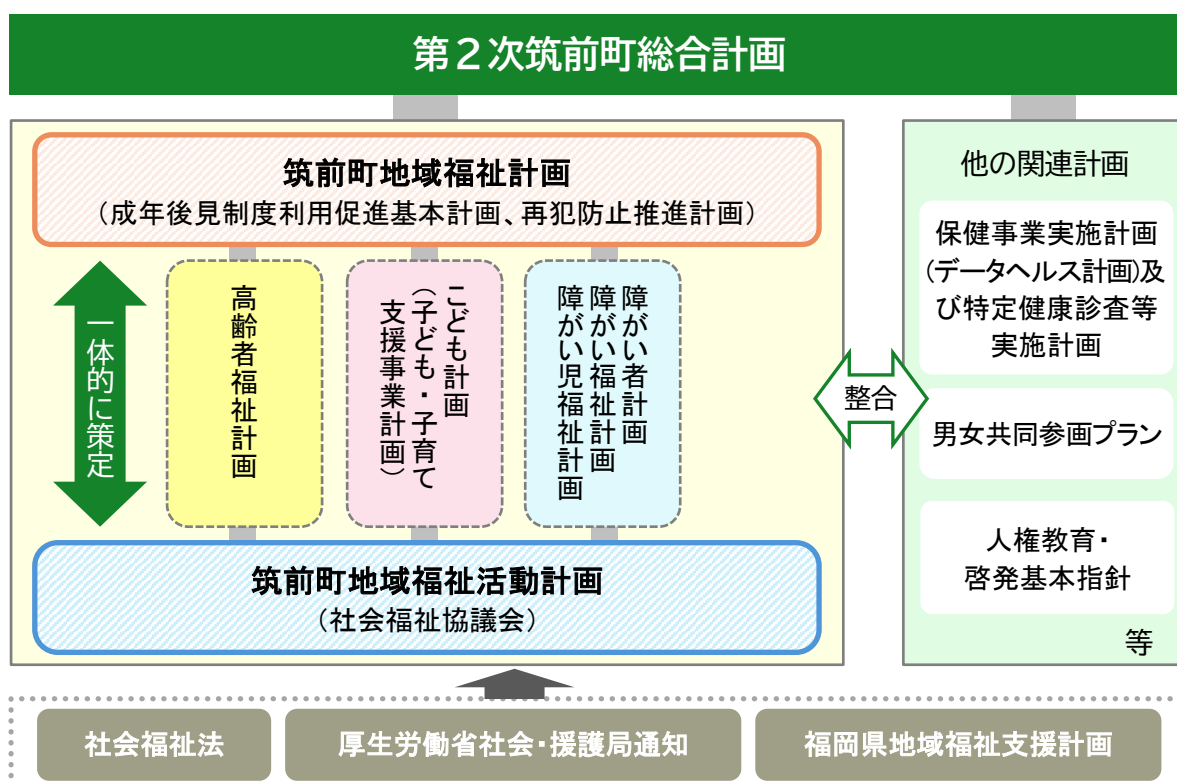 第２次筑前町総合計画
筑前町地域福祉計画
（成年後見制度利用促進基本計画、再犯防止推進計画）
一体的に策定
高齢者福祉計画
こども計画
（子ども・子育て
支援事業計画）
障がい者計画
障がい福祉計画
障がい児福祉計画
筑前町地域福祉活動計画
（社会福祉協議会）
整合
他の関連計画
保健事業実施計画
(データヘルス計画)及
び特定健康診査等
実施計画
男女共同参画プラン
人権教育・
啓発基本指針
等
社会福祉法
厚生労働省社会・援護局通知
福岡県地域福祉支援計画